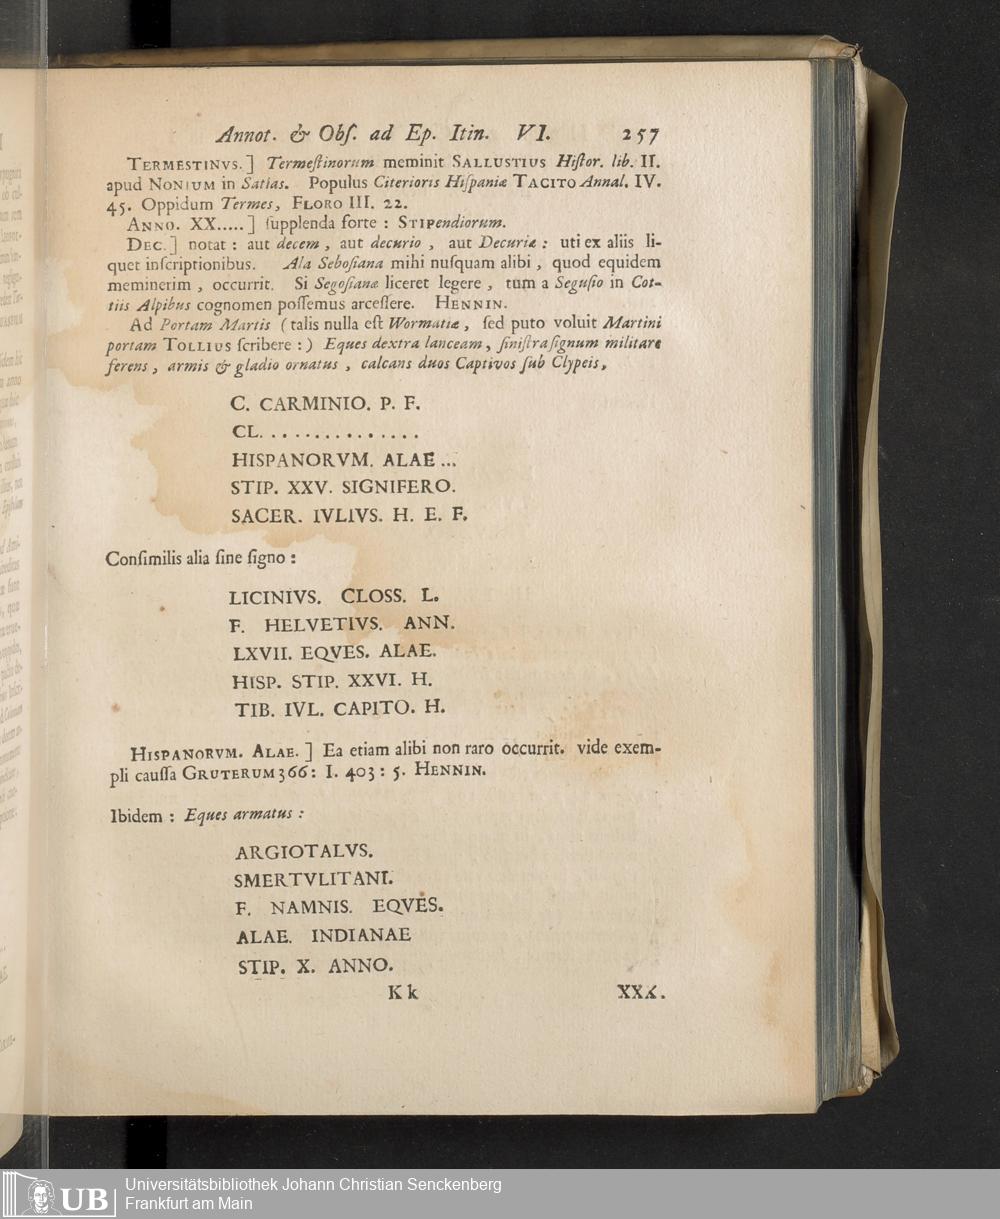 Annot. & Obſ. ad Ep. Itin. VI. 257
TERMESTINVS.] Termeſtinorum meminit SALLUSTIUS Hiſtor. lib. II.
apud NONIUM in Satias. Populus Citerioris Hiſpaniæ TACITO Annal. IV.
45. Oppidum Termes, FLORO III. 22.
ANNO. XX.....] ſupplenda forte : STIPendiorum.
DEC.] notat : aut decem, aut decurio, aut Decuriæ : uti ex aliis li-
quet inſcriptionibus. Ala Seboſiana mihi nuſquam alibi, quod equidem
meminerim, occurrit. Si Segoſianæ liceret legere, tum a Seguſio in Cot-
tiis Alpibus cognomen poſſemus arceſſere. HENNIN.
Ad Portam Martis (talis nulla eſt Wormatiæ, ſed puto voluit Martini
portam TOLLIUS ſcribere :) Eques dextra lanceam, ſiniſtra ſignum militare
ferens, armis & gladio ornatus, calcans duos Captivos ſub Clypeis,
C. CARMINIO. P. F.
CL...............
HISPANORVM. ALAE ...
STIP. XXV. SIGNIFERO.
SACER. IVLIVS. H. E. F.
Conſimilis alia ſine ſigno :
LICINIVS. CLOSS. L.
F. HELVETIVS. ANN.
LXVII. EQVES. ALAE.
HISP. STIP. XXVI. H.
TIB. IVL. CAPITO. H.
HISPANORVM. ALAE.] Ea etiam alibi non raro occurrit. vide exem-
pli cauſſa GRUTERUM 366: I. 403: 5. HENNIN.
Ibidem : Eques armatus :
ARGIOTALVS.
SMERTVLITANI.
F. NAMNIS. EQVES.
ALAE. INDIANAE
STIP. X. ANNO.
K k XXX.
UB Universitätsbibliothek Johann Christian Senckenberg
Frankfurt am Main